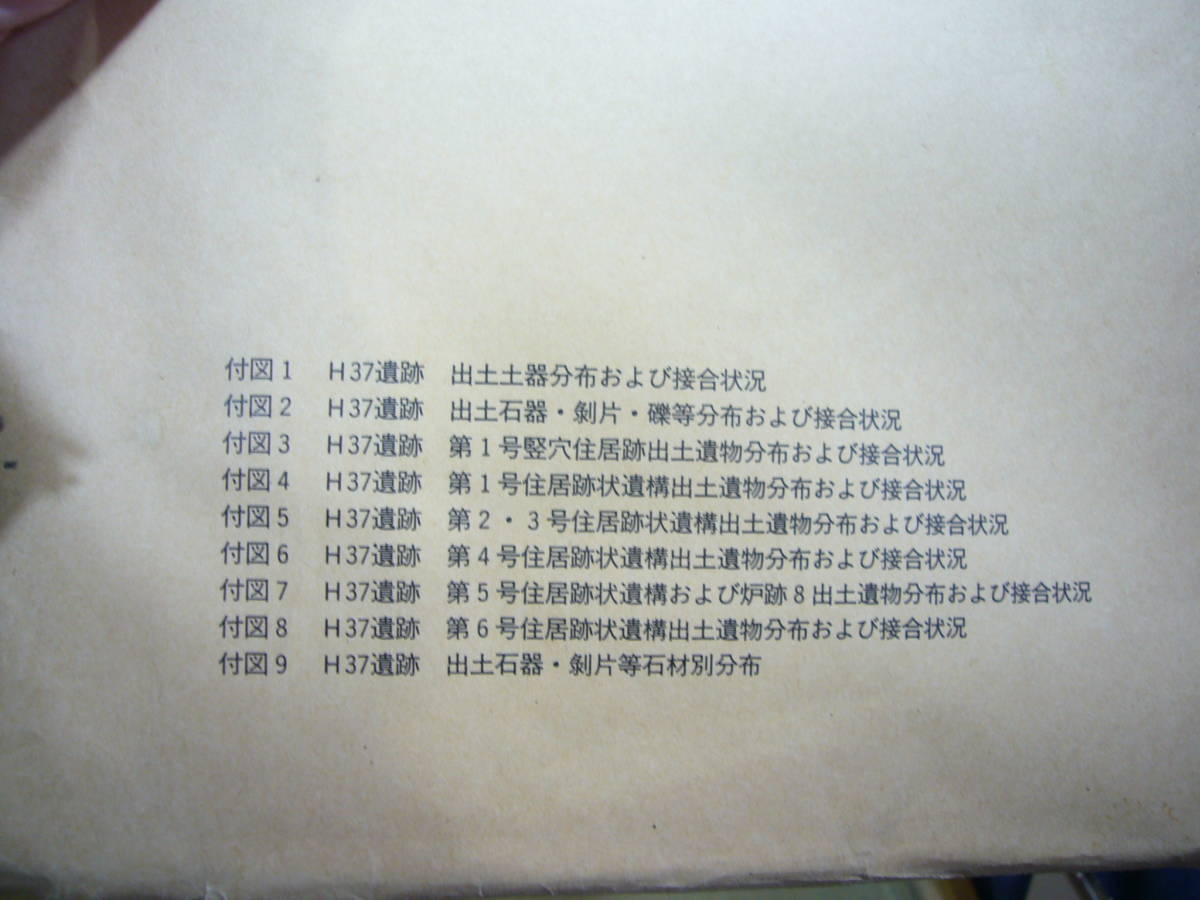 付図1 H37遺跡 出土土器分布および接合状況
付図2 H37遺跡 出土石器・剝片・礫等分布および接合状況
付図3 H37遺跡 第1号竪穴住居跡出土遺物分布および接合状況
付図4 H37遺跡 第1号住居跡状遺構出土遺物分布および接合状況
付図5 H37遺跡 第2・3号住居跡状遺構出土遺物分布および接合状況
付図6 H37遺跡 第4号住居跡状遺構出土遺物分布および接合状況
付図7 H37遺跡 第5号住居跡状遺構および炉跡8出土遺物分布および接合状況
付図8 H37遺跡 第6号住居跡状遺構出土遺物分布および接合状況
付図9 H37遺跡 出土石器・剝片等石材別分布